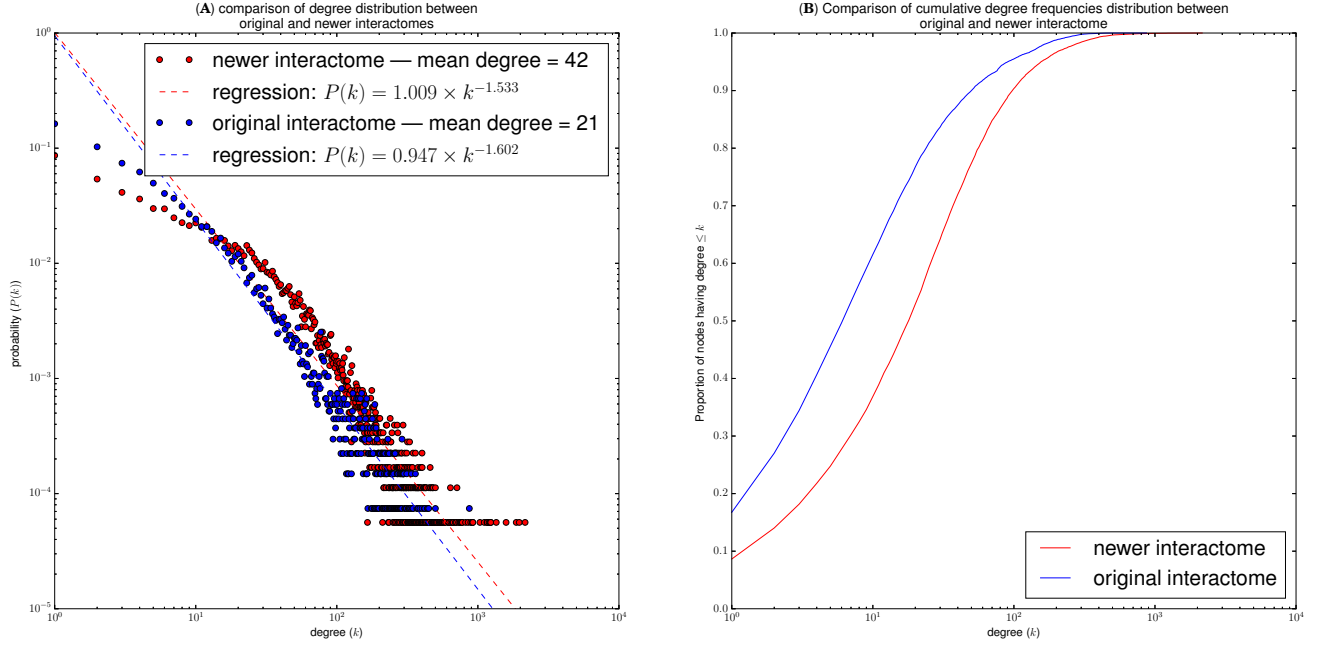 (A) comparison of degree distribution between
original and newer interactomes
newer interactome — mean degree = 42
regression: P(k) = 1.009 × k^{-1.533}
original interactome — mean degree = 21
regression: P(k) = 0.947 × k^{-1.602}
10^0
10^{-1}
10^{-2}
10^{-3}
10^{-4}
10^{-5}
probability (P(k))
10^0 10^1 10^2 10^3 10^4
degree (k)
(B) Comparison of cumulative degree frequencies distribution between
original and newer interactome
1.0
0.9
0.8
0.7
0.6
0.5
0.4
0.3
0.2
0.1
0.0
Proportion of nodes having degree ≤ k
newer interactome
original interactome
10^0 10^1 10^2 10^3 10^4
degree (k)